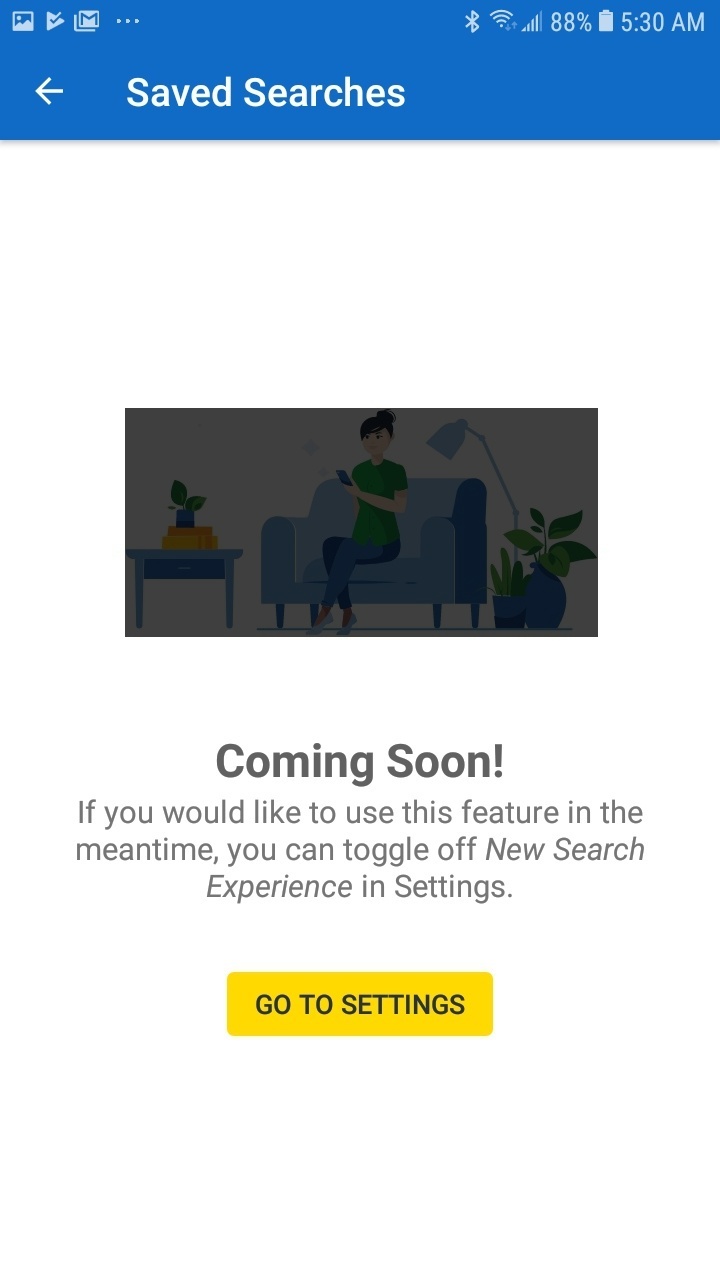 88% 5:30 AM
Saved Searches
Coming Soon!
If you would like to use this feature in the
meantime, you can toggle off New Search
Experience in Settings.
GO TO SETTINGS